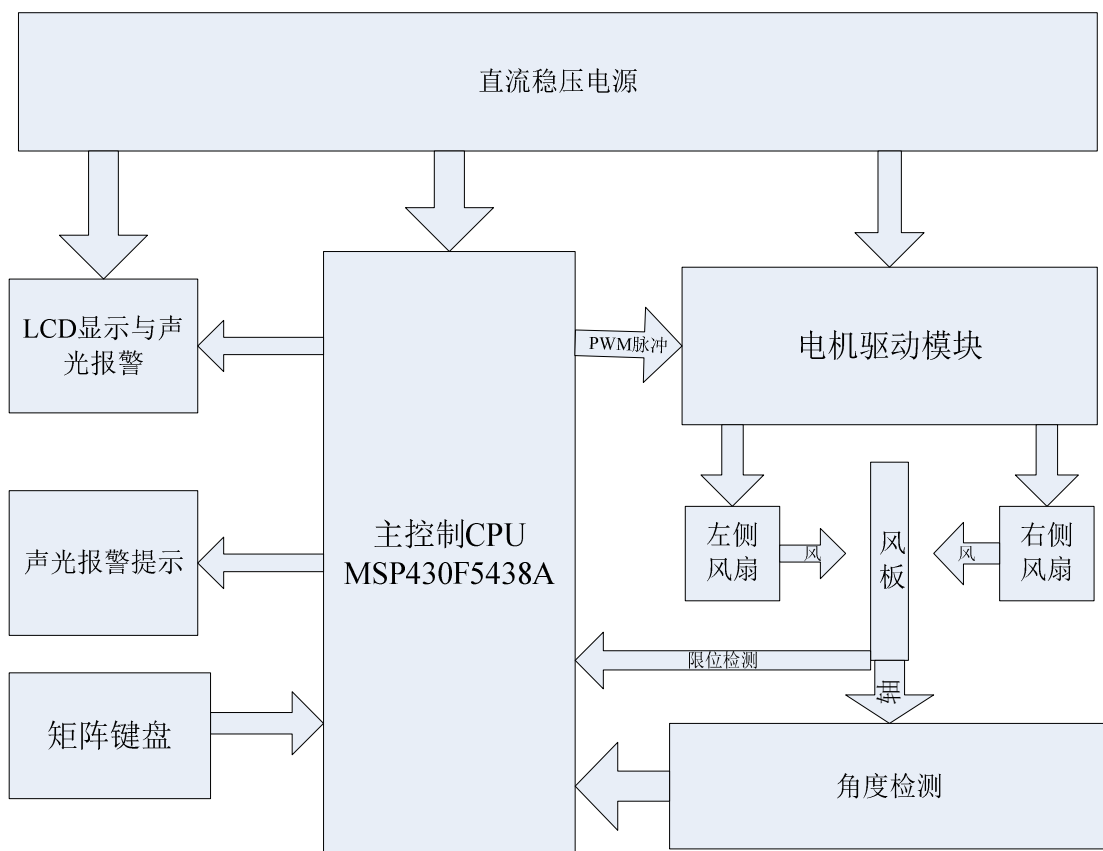 直流稳压电源
LCD显示与声
光报警
PWM脉冲
电机驱动模块
声光报警提示
主控制CPU
MSP430F5438A
左侧
风扇
风
风
板
风
右侧
风扇
限位检测
轴
矩阵键盘
角度检测